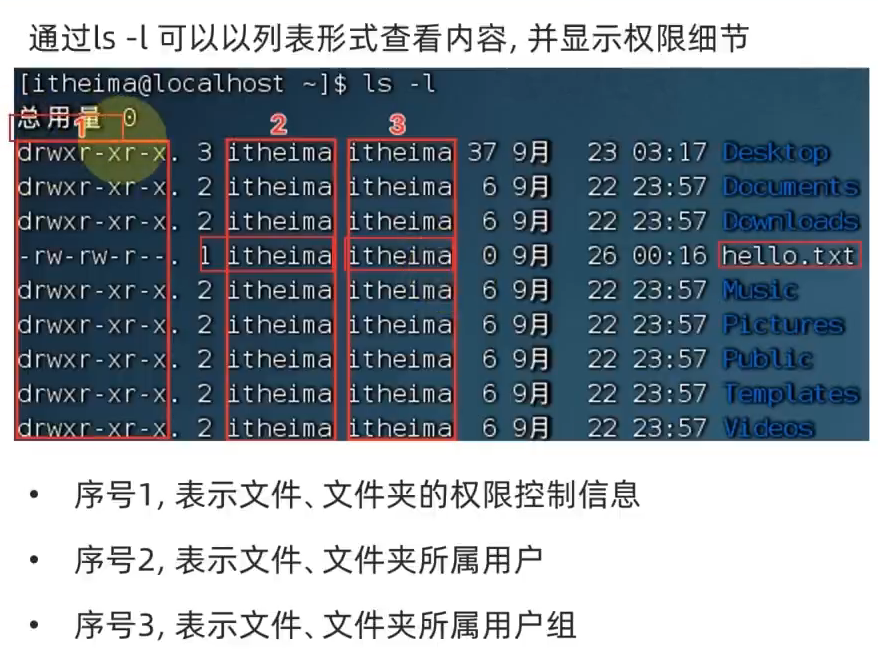 通过ls -l 可以以列表形式查看内容, 并显示权限细节
[itheima@localhost ~]$ ls -l
总用量 0
1 2 3
drwxr-xr-x. 3 itheima itheima 37 9月 23 03:17 Desktop
drwxr-xr-x. 2 itheima itheima 6 9月 22 23:57 Documents
drwxr-xr-x. 2 itheima itheima 6 9月 22 23:57 Downloads
-rw-rw-r--. 1 itheima itheima 0 9月 26 00:16 hello.txt
drwxr-xr-x. 2 itheima itheima 6 9月 22 23:57 Music
drwxr-xr-x. 2 itheima itheima 6 9月 22 23:57 Pictures
drwxr-xr-x. 2 itheima itheima 6 9月 22 23:57 Public
drwxr-xr-x. 2 itheima itheima 6 9月 22 23:57 Templates
drwxr-xr-x. 2 itheima itheima 6 9月 22 23:57 Videos
• 序号1, 表示文件、文件夹的权限控制信息
• 序号2, 表示文件、文件夹所属用户
• 序号3, 表示文件、文件夹所属用户组